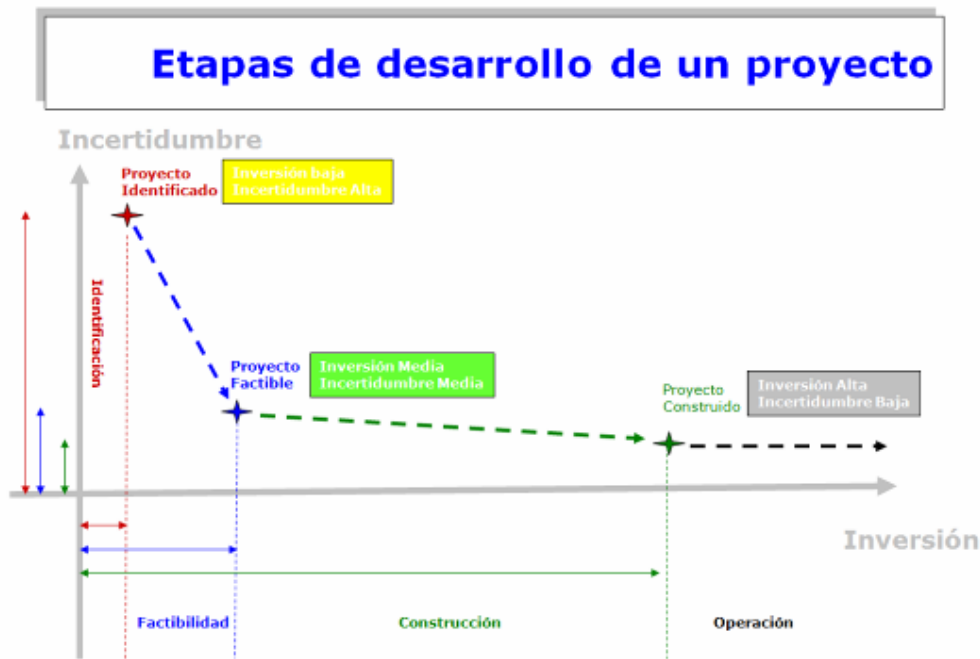 Etapas de desarrollo de un proyecto
Incertidumbre
Proyecto
Identificado
Inversión baja
Incertidumbre Alta
Identificación
Proyecto
Factible
Inversión Media
Incertidumbre Media
Proyecto
Construido
Inversión Alta
Incertidumbre Baja
Inversión
Factibilidad
Construcción
Operación